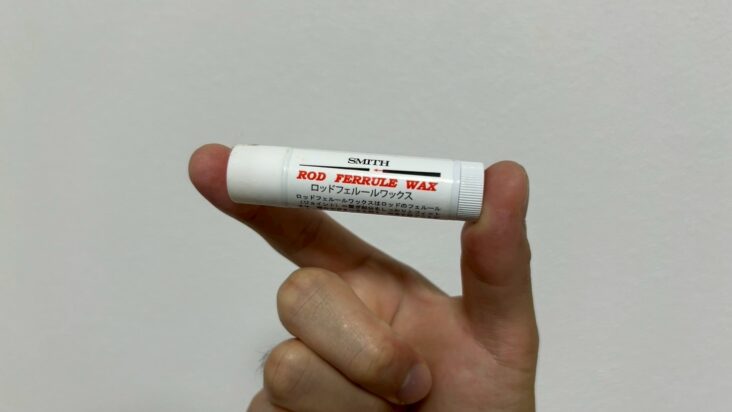 SMITH
ROD FERRULE WAX
ロッドフェルールワックス
ロッドフェルールワックスはロッドのフェルール